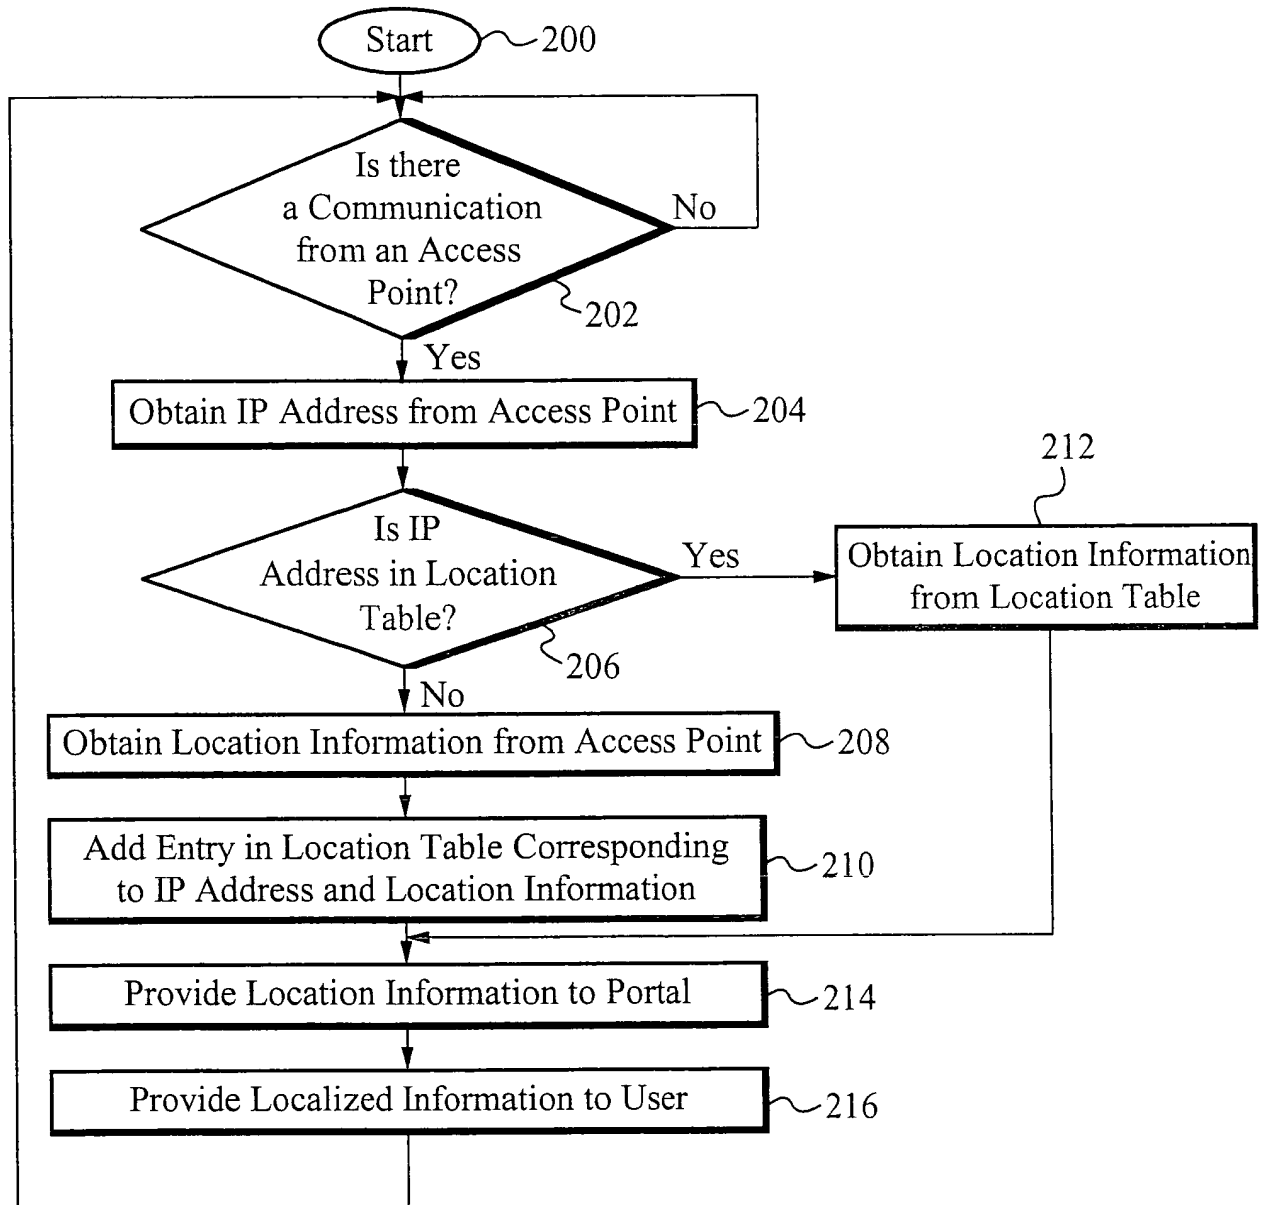 Start
200
Is there
a Communication
from an Access
Point?
No
202
Yes
Obtain IP Address from Access Point
204
212
Is IP
Address in Location
Table?
Yes
Obtain Location Information
from Location Table
206
No
Obtain Location Information from Access Point
208
Add Entry in Location Table Corresponding
to IP Address and Location Information
210
Provide Location Information to Portal
214
Provide Localized Information to User
216